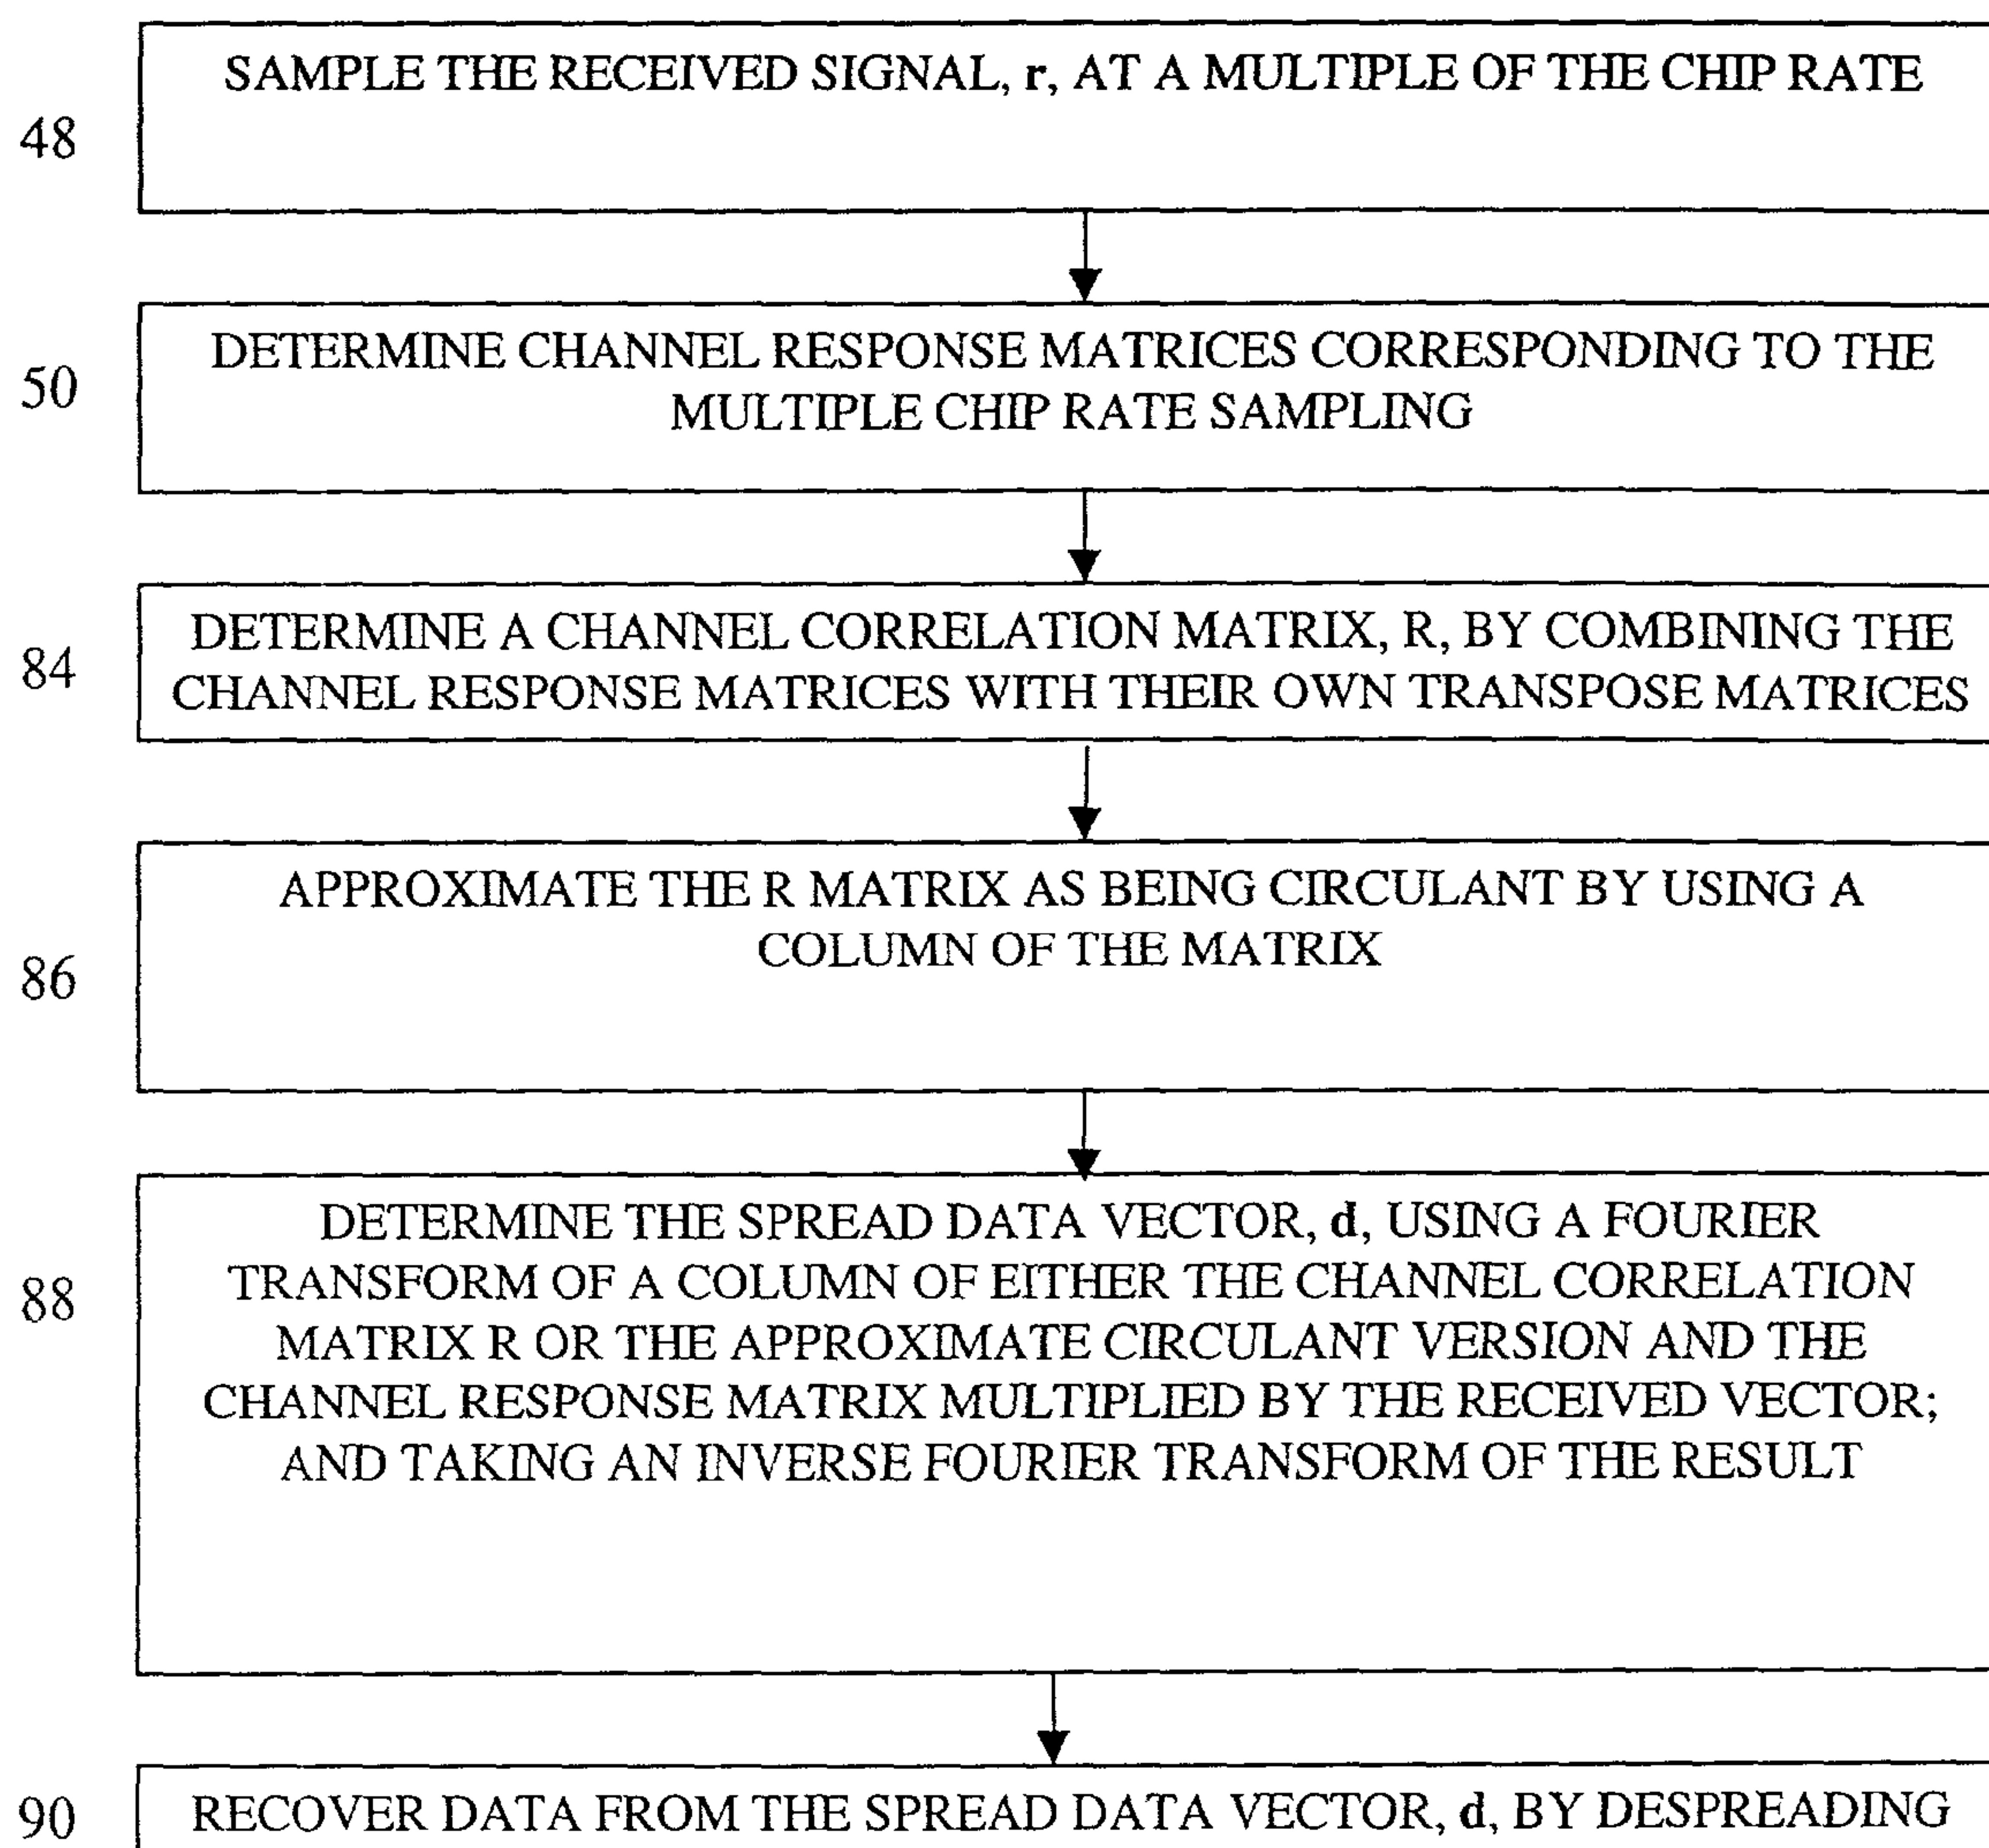 SAMPLE THE RECEIVED SIGNAL, r, AT A MULTIPLE OF THE CHIP RATE
48
DETERMINE CHANNEL RESPONSE MATRICES CORRESPONDING TO THE
50
MULTIPLE CHIP RATE SAMPLING
DETERMINE A CHANNEL CORRELATION MATRIX, R, BY COMBINING THE
84
CHANNEL RESPONSE MATRICES WITH THEIR OWN TRANSPOSE MATRICES
APPROXIMATE THE R MATRIX AS BEING CIRCULANT BY USING A
COLUMN OF THE MATRIX
86
DETERMINE THE SPREAD DATA VECTOR, d, USING A FOURIER
TRANSFORM OF A COLUMN OF EITHER THE CHANNEL CORRELATION
88
MATRIX R OR THE APPROXIMATE CIRCULANT VERSION AND THE
CHANNEL RESPONSE MATRIX MULTIPLIED BY THE RECEIVED VECTOR;
AND TAKING AN INVERSE FOURIER TRANSFORM OF THE RESULT
90
RECOVER DATA FROM THE SPREAD DATA VECTOR, d, BY DESPREADING